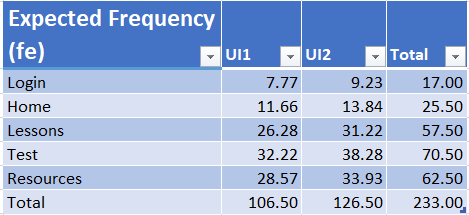 Expected Frequency
(fe) UI1 UI2 Total
Login 7.77 9.23 17.00
Home 11.66 13.84 25.50
Lessons 26.28 31.22 57.50
Test 32.22 38.28 70.50
Resources 28.57 33.93 62.50
Total 106.50 126.50 233.00